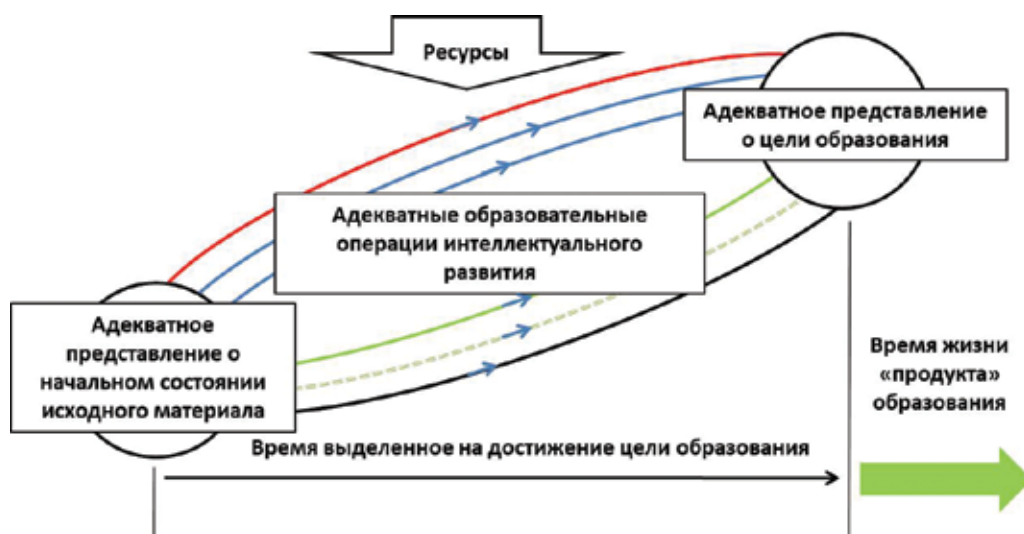 Ресурсы
Адекватное представление
о цели образования
Адекватные образовательные
операции интеллектуального
развития
Адекватное
представление о
начальном состоянии
исходного материала
Время жизни
«продукта»
образования
Время выделенное на достижение цели образования